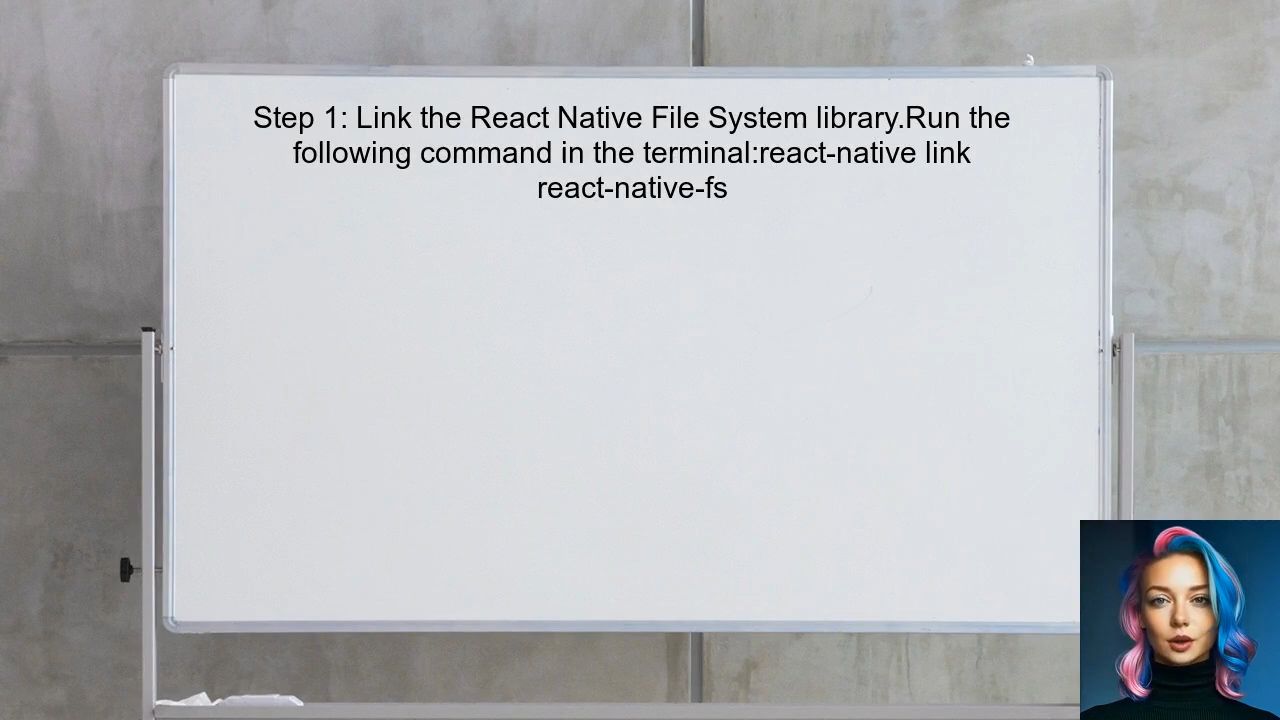 Step 1: Link the React Native File System library.Run the
following command in the terminal:react-native link
react-native-fs